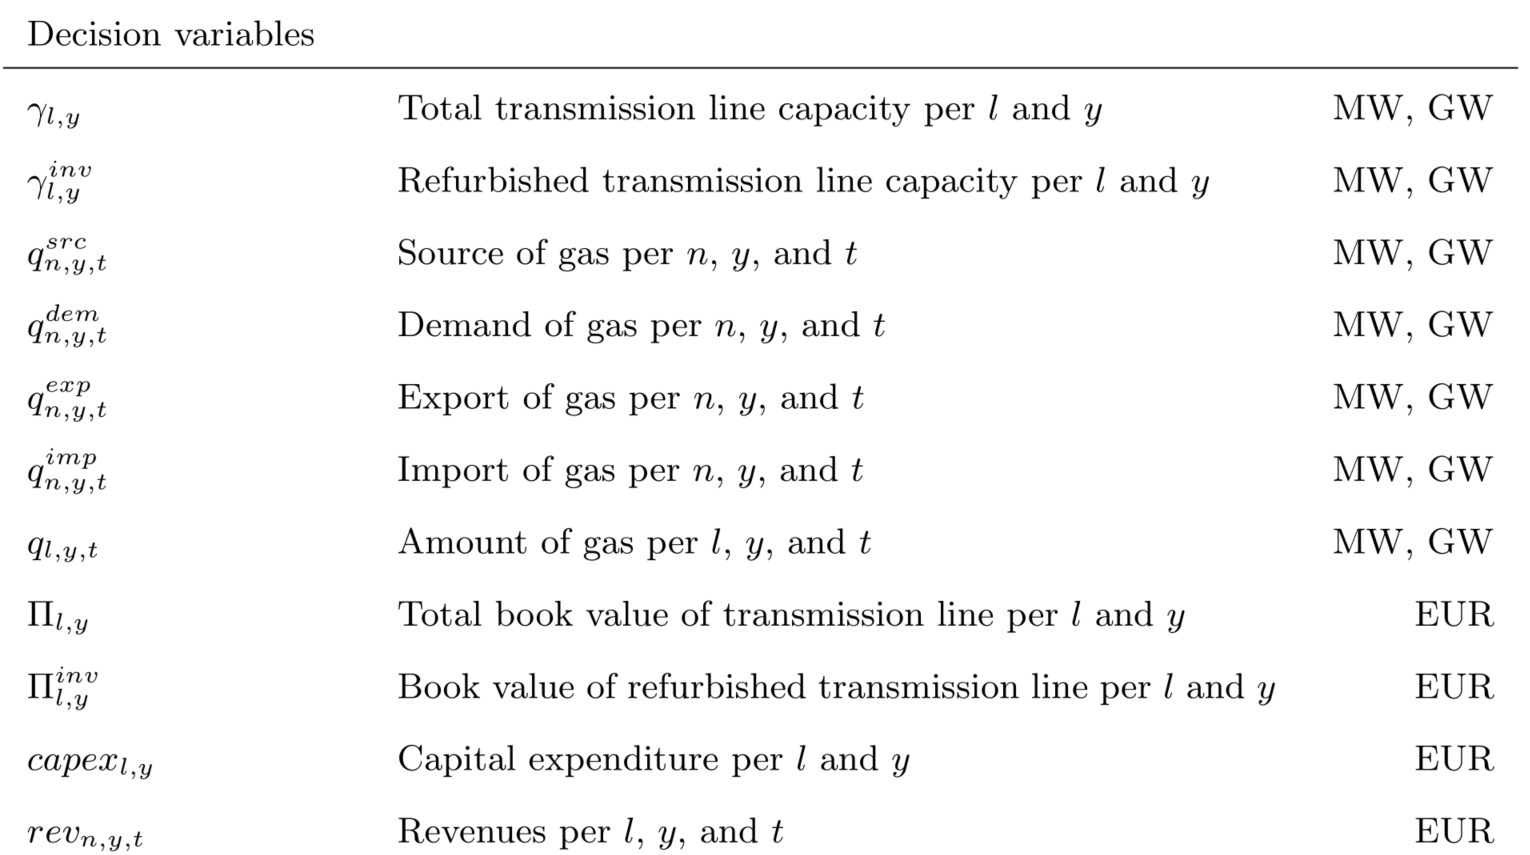 Decision variables
γ_{l,y} Total transmission line capacity per l and y MW, GW
γ^{inv}_{l,y} Refurbished transmission line capacity per l and y MW, GW
q^{src}_{n,y,t} Source of gas per n, y, and t MW, GW
q^{dem}_{n,y,t} Demand of gas per n, y, and t MW, GW
q^{exp}_{n,y,t} Export of gas per n, y, and t MW, GW
q^{imp}_{n,y,t} Import of gas per n, y, and t MW, GW
q_{l,y,t} Amount of gas per l, y, and t MW, GW
Π_{l,y} Total book value of transmission line per l and y EUR
Π^{inv}_{l,y} Book value of refurbished transmission line per l and y EUR
capex_{l,y} Capital expenditure per l and y EUR
rev_{n,y,t} Revenues per l, y, and t EUR